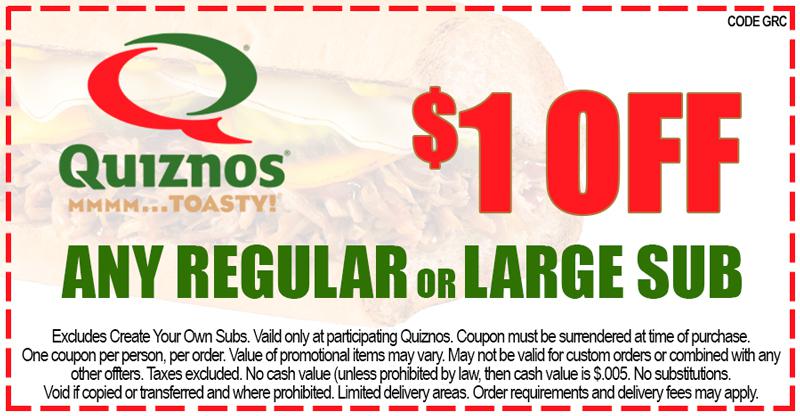 CODE GRC
QUIZNOS®
MMMM...TOASTY!®
$1 OFF
ANY REGULAR OR LARGE SUB
Excludes Create Your Own Subs. Vaild only at participating Quiznos. Coupon must be surrendered at time of purchase.
One coupon per person, per order. Value of promotional items may vary. May not be valid for custom orders or combined with any
other offters. Taxes excluded. No cash value (unless prohibited by law, then cash value is $.005. No substitutions.
Void if copied or transferred and where prohibited. Limited delivery areas. Order requirements and delivery fees may apply.